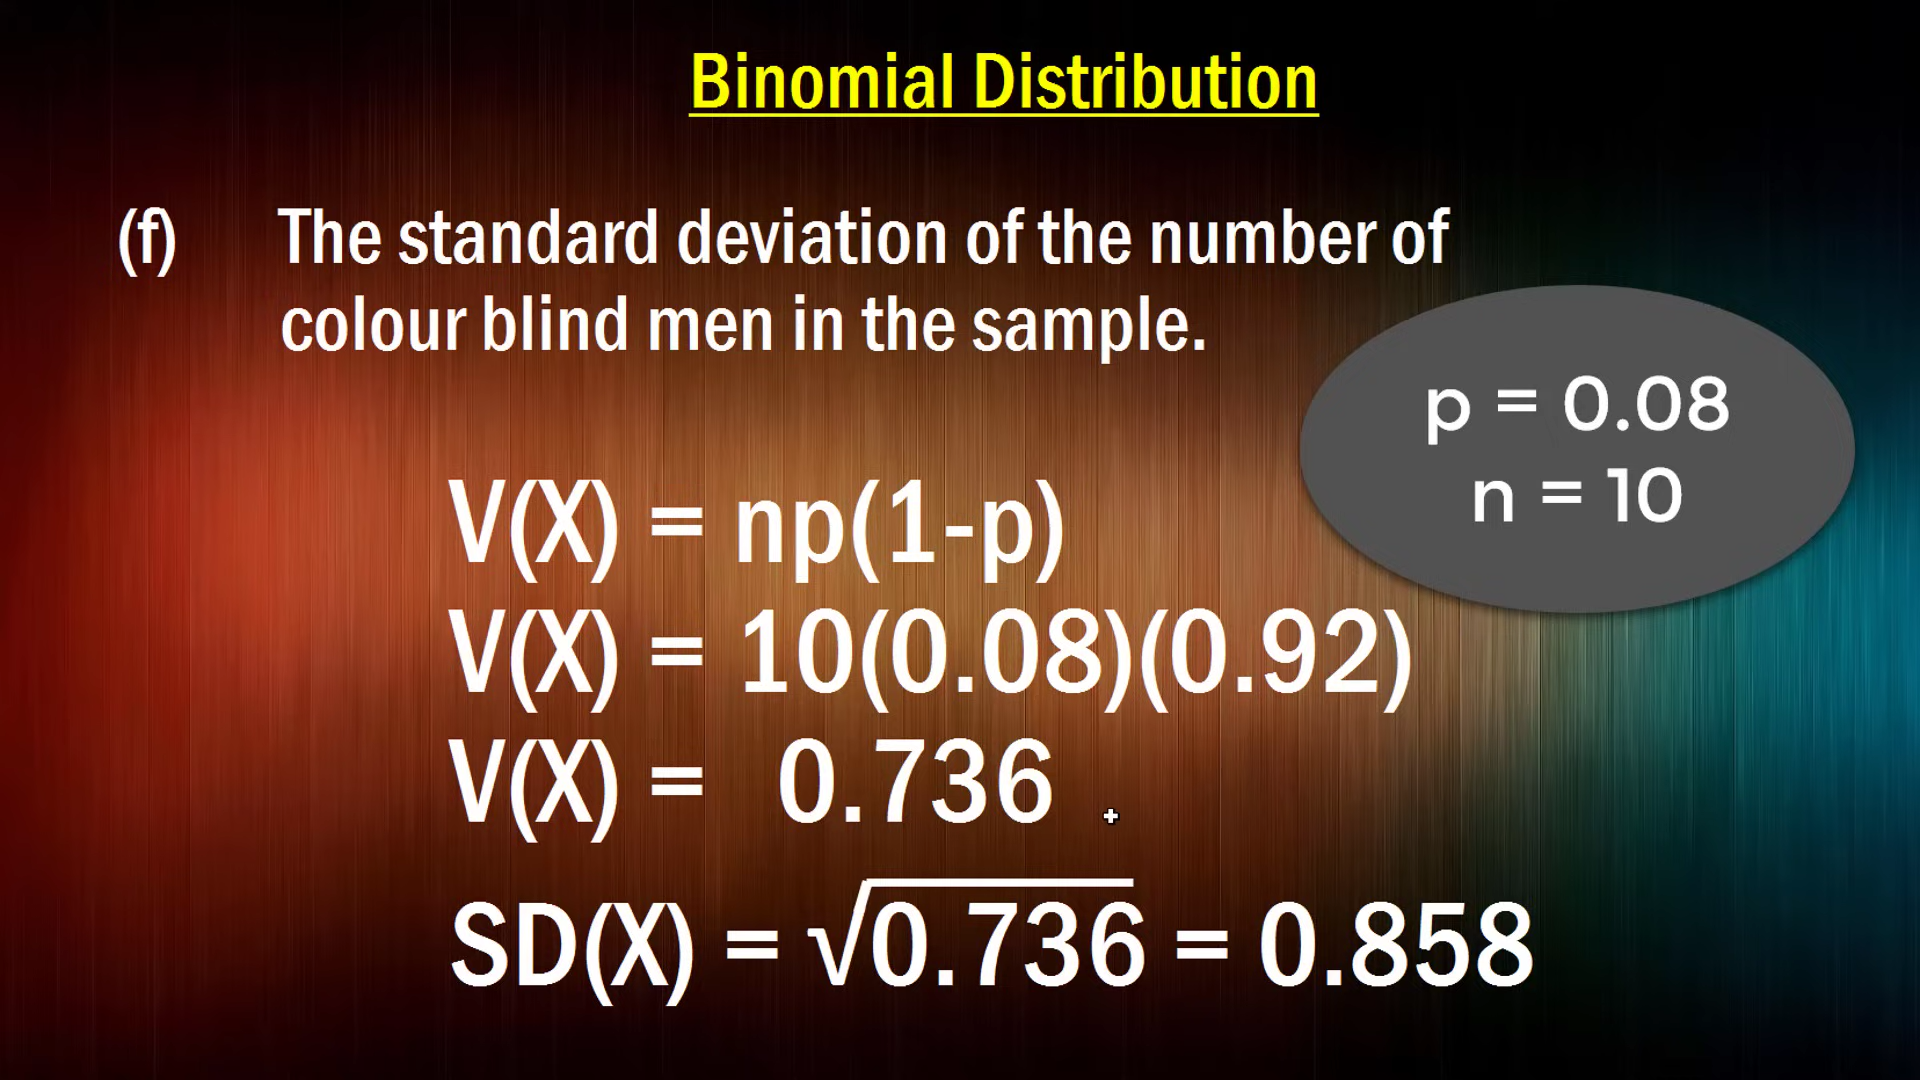 Binomial Distribution
(f) The standard deviation of the number of
colour blind men in the sample.
p = 0.08
n = 10
V(X) = np(1-p)
V(X) = 10(0.08)(0.92)
V(X) = 0.736
SD(X) = √0.736 = 0.858